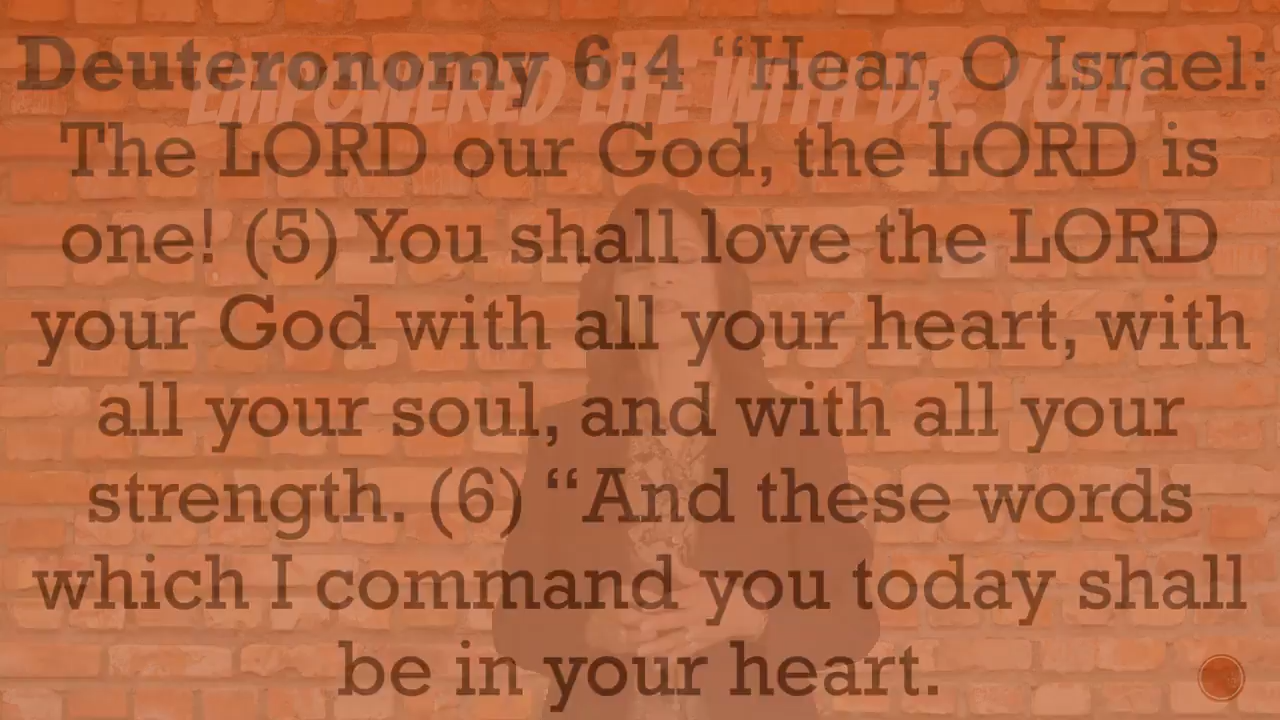 Deuteronomy 6:4 “Hear, O Israel:
EMPOWERED LIFE WITH DR. YOLIE
The LORD our God, the LORD is
one! (5) You shall love the LORD
your God with all your heart, with
all your soul, and with all your
strength. (6) “And these words
which I command you today shall
be in your heart.